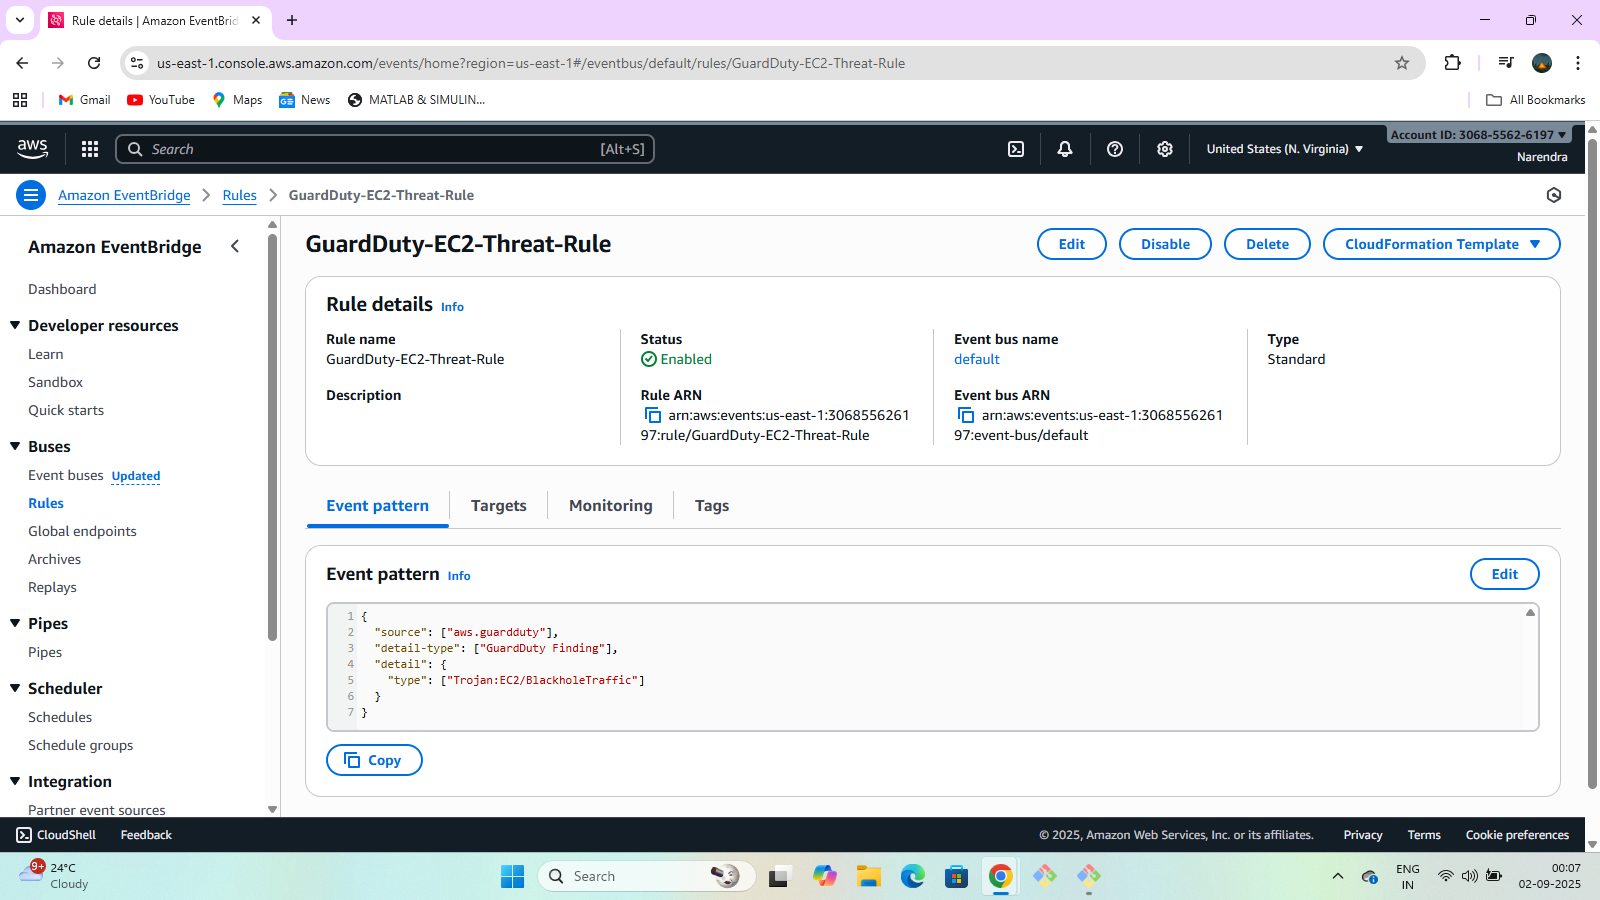 Rule details | Amazon EventBrid
us-east-1.console.aws.amazon.com/events/home?region=us-east-1#/eventbus/default/rules/GuardDuty-EC2-Threat-Rule
Gmail
YouTube
Maps
News
MATLAB & SIMULIN...
All Bookmarks
aws
Search
[Alt+S]
United States (N. Virginia)
Account ID: 3068-5562-6197
Narendra
Amazon EventBridge
Rules
GuardDuty-EC2-Threat-Rule
Amazon EventBridge
Dashboard
Developer resources
Learn
Sandbox
Quick starts
Buses
Event buses Updated
Rules
Global endpoints
Archives
Replays
Pipes
Pipes
Scheduler
Schedules
Schedule groups
Integration
Partner event sources
GuardDuty-EC2-Threat-Rule
Edit
Disable
Delete
CloudFormation Template
Rule details Info
Rule name
GuardDuty-EC2-Threat-Rule
Description
Status
Enabled
Rule ARN
arn:aws:events:us-east-1:3068556261
97:rule/GuardDuty-EC2-Threat-Rule
Event bus name
default
Event bus ARN
arn:aws:events:us-east-1:3068556261
97:event-bus/default
Type
Standard
Event pattern
Targets
Monitoring
Tags
Event pattern Info
Edit
1 {
2 "source": ["aws.guardduty"],
3 "detail-type": ["GuardDuty Finding"],
4 "detail": {
5 "type": ["Trojan:EC2/BlackholeTraffic"]
6 }
7 }
Copy
CloudShell
Feedback
© 2025, Amazon Web Services, Inc. or its affiliates.
Privacy
Terms
Cookie preferences
9+
24°C
Cloudy
Search
ENG
IN
00:07
02-09-2025